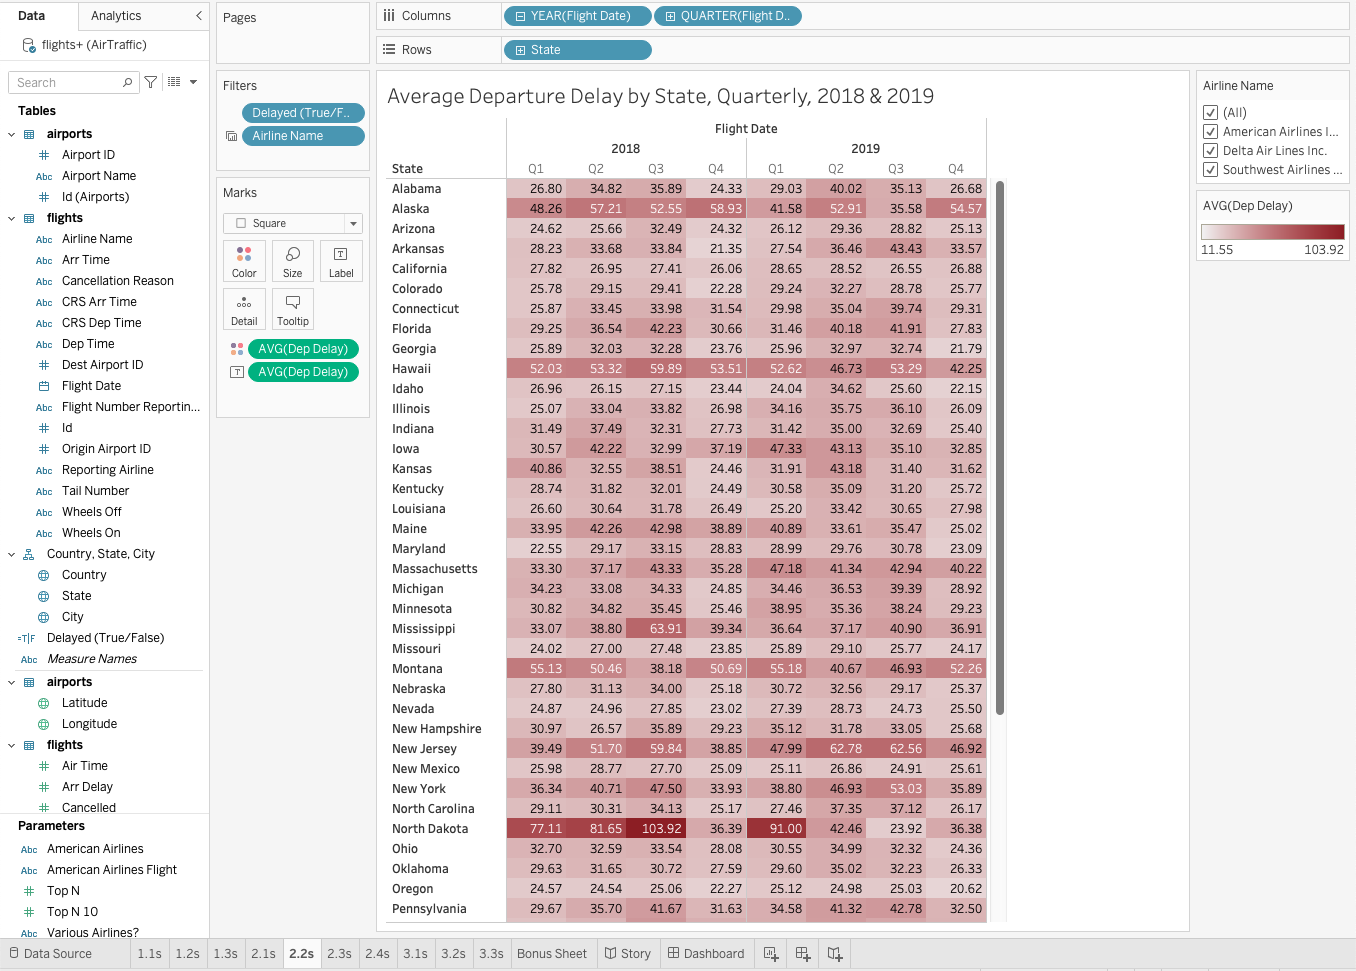 Data
Analytics
flights+ (AirTraffic)
Search
Tables
airports
Airport ID
Airport Name
Id (Airports)
flights
Abc Airline Name
Abc Arr Time
Abc Cancellation Reason
Abc CRS Arr Time
Abc CRS Dep Time
Abc Dep Time
Dest Airport ID
Flight Date
Abc Flight Number Reportin...
Id
Origin Airport ID
Abc Reporting Airline
Abc Tail Number
Abc Wheels Off
Abc Wheels On
Country, State, City
Country
State
City
=T|F Delayed (True/False)
Abc Measure Names
airports
Latitude
Longitude
flights
Air Time
Arr Delay
Cancelled
Parameters
Abc American Airlines
Abc American Airlines Flight
Top N
Top N 10
Abc Various Airlines?
Pages
Filters
Delayed (True/F..
Airline Name
Marks
Square
Color Size Label
Detail Tooltip
AVG(Dep Delay)
T AVG(Dep Delay)
Columns YEAR(Flight Date) QUARTER(Flight D..
Rows State
Average Departure Delay by State, Quarterly, 2018 & 2019
Flight Date
2018 2019
State Q1 Q2 Q3 Q4 Q1 Q2 Q3 Q4
Alabama 26.80 34.82 35.89 24.33 29.03 40.02 35.13 26.68
Alaska 48.26 57.21 52.55 58.93 41.58 52.91 35.58 54.57
Arizona 24.62 25.66 32.49 24.32 26.12 29.36 28.82 25.13
Arkansas 28.23 33.68 33.84 21.35 27.54 36.46 43.43 33.57
California 27.82 26.95 27.41 26.06 28.65 28.52 26.55 26.88
Colorado 25.78 29.15 29.41 22.28 29.24 32.27 28.78 25.77
Connecticut 25.87 33.45 33.98 31.54 29.98 35.04 39.74 29.31
Florida 29.25 36.54 42.23 30.66 31.46 40.18 41.91 27.83
Georgia 25.89 32.03 32.28 23.76 25.96 32.97 32.74 21.79
Hawaii 52.03 53.32 59.89 53.51 52.62 46.73 53.29 42.25
Idaho 26.96 26.15 27.15 23.44 24.04 34.62 25.60 22.15
Illinois 25.07 33.04 33.82 26.98 34.16 35.75 36.10 26.09
Indiana 31.49 37.49 32.31 27.73 31.42 35.00 32.69 25.40
Iowa 30.57 42.22 32.99 37.19 47.33 43.13 35.10 32.85
Kansas 40.86 32.55 38.51 24.46 31.91 43.18 31.40 31.62
Kentucky 28.74 31.82 32.01 24.49 30.58 35.09 31.20 25.72
Louisiana 26.60 30.64 31.78 26.49 25.20 33.42 30.65 27.98
Maine 33.95 42.26 42.98 38.89 40.89 33.61 35.47 25.02
Maryland 22.55 29.17 33.15 28.83 28.99 29.76 30.78 23.09
Massachusetts 33.30 37.17 43.33 35.28 47.18 41.34 42.94 40.22
Michigan 34.23 33.08 34.33 24.85 34.46 36.53 39.39 28.92
Minnesota 30.82 34.82 35.45 25.46 38.95 35.36 38.24 29.23
Mississippi 33.07 38.80 63.91 39.34 36.64 37.17 40.90 36.91
Missouri 24.02 27.00 27.48 23.85 25.89 29.10 25.77 24.17
Montana 55.13 50.46 38.18 50.69 55.18 40.67 46.93 52.26
Nebraska 27.80 31.13 34.00 25.18 30.72 32.56 29.17 25.37
Nevada 24.87 24.96 27.85 23.02 27.39 28.73 24.73 25.50
New Hampshire 30.97 26.57 35.89 29.23 35.12 31.78 33.05 25.68
New Jersey 39.49 51.70 59.84 38.85 47.99 62.78 62.56 46.92
New Mexico 25.98 28.77 27.70 25.09 25.11 26.86 24.91 25.61
New York 36.34 40.71 47.50 33.93 38.80 46.93 53.03 35.89
North Carolina 29.11 30.31 34.13 25.17 27.46 37.35 37.12 26.17
North Dakota 77.11 81.65 103.92 36.39 91.00 42.46 23.92 36.38
Ohio 32.70 32.59 33.54 28.08 30.55 34.99 32.32 24.36
Oklahoma 29.63 31.65 30.72 27.59 29.60 35.02 32.23 26.33
Oregon 24.57 24.54 25.06 22.27 25.12 24.98 25.03 20.62
Pennsylvania 29.67 35.70 41.67 31.63 34.58 41.32 42.78 32.50
Airline Name
(All)
American Airlines I...
Delta Air Lines Inc.
Southwest Airlines ...
AVG(Dep Delay)
11.55 103.92
Data Source 1.1s 1.2s 1.3s 2.1s 2.2s 2.3s 2.4s 3.1s 3.2s 3.3s Bonus Sheet Story Dashboard